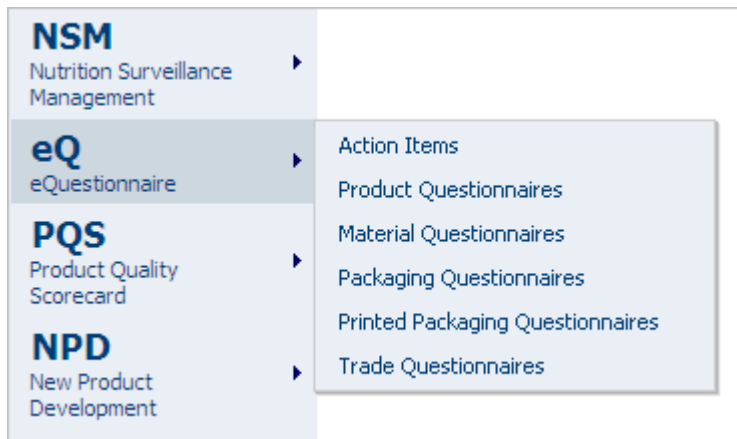 NSM
Nutrition Surveillance
Management
eQ
eQuestionnaire
Action Items
Product Questionnaires
Material Questionnaires
Packaging Questionnaires
Printed Packaging Questionnaires
Trade Questionnaires
PQS
Product Quality
Scorecard
NPD
New Product
Development